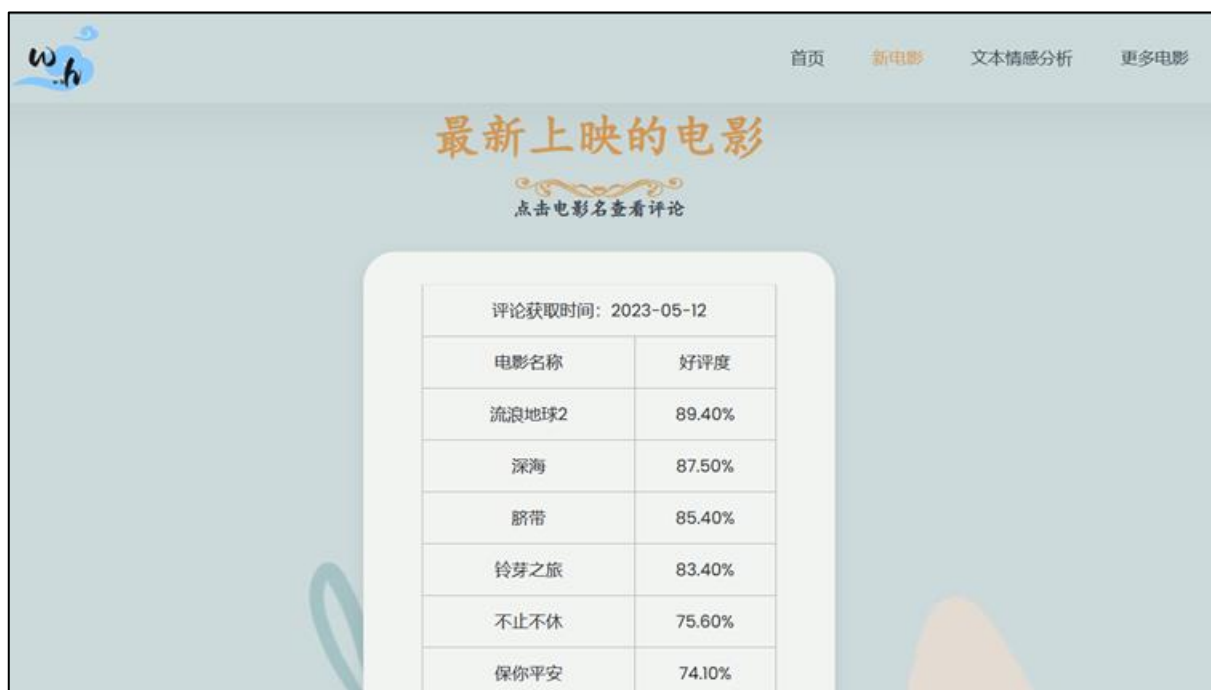 w.h
首页 新电影 文本情感分析 更多电影
最新上映的电影
点击电影名查看评论
评论获取时间：2023-05-12
电影名称 好评度
流浪地球2 89.40%
深海 87.50%
脐带 85.40%
铃芽之旅 83.40%
不止不休 75.60%
保你平安 74.10%